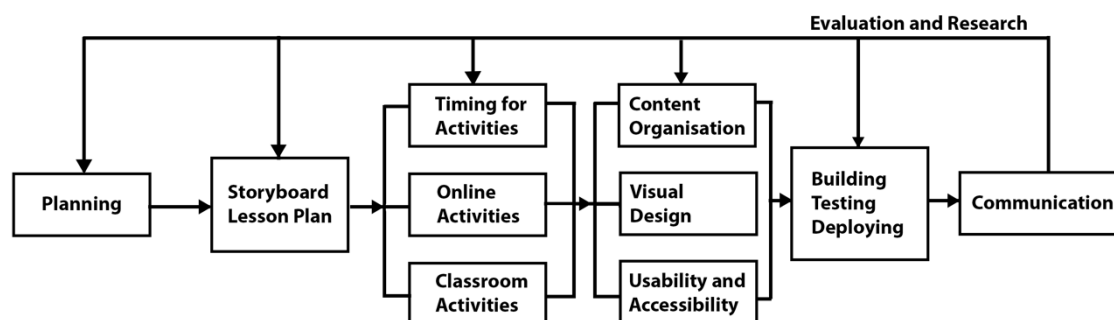 Evaluation and Research
Planning
Storyboard
Lesson Plan
Timing for
Activities
Online
Activities
Classroom
Activities
Content
Organisation
Visual
Design
Usability and
Accessibility
Building
Testing
Deploying
Communication